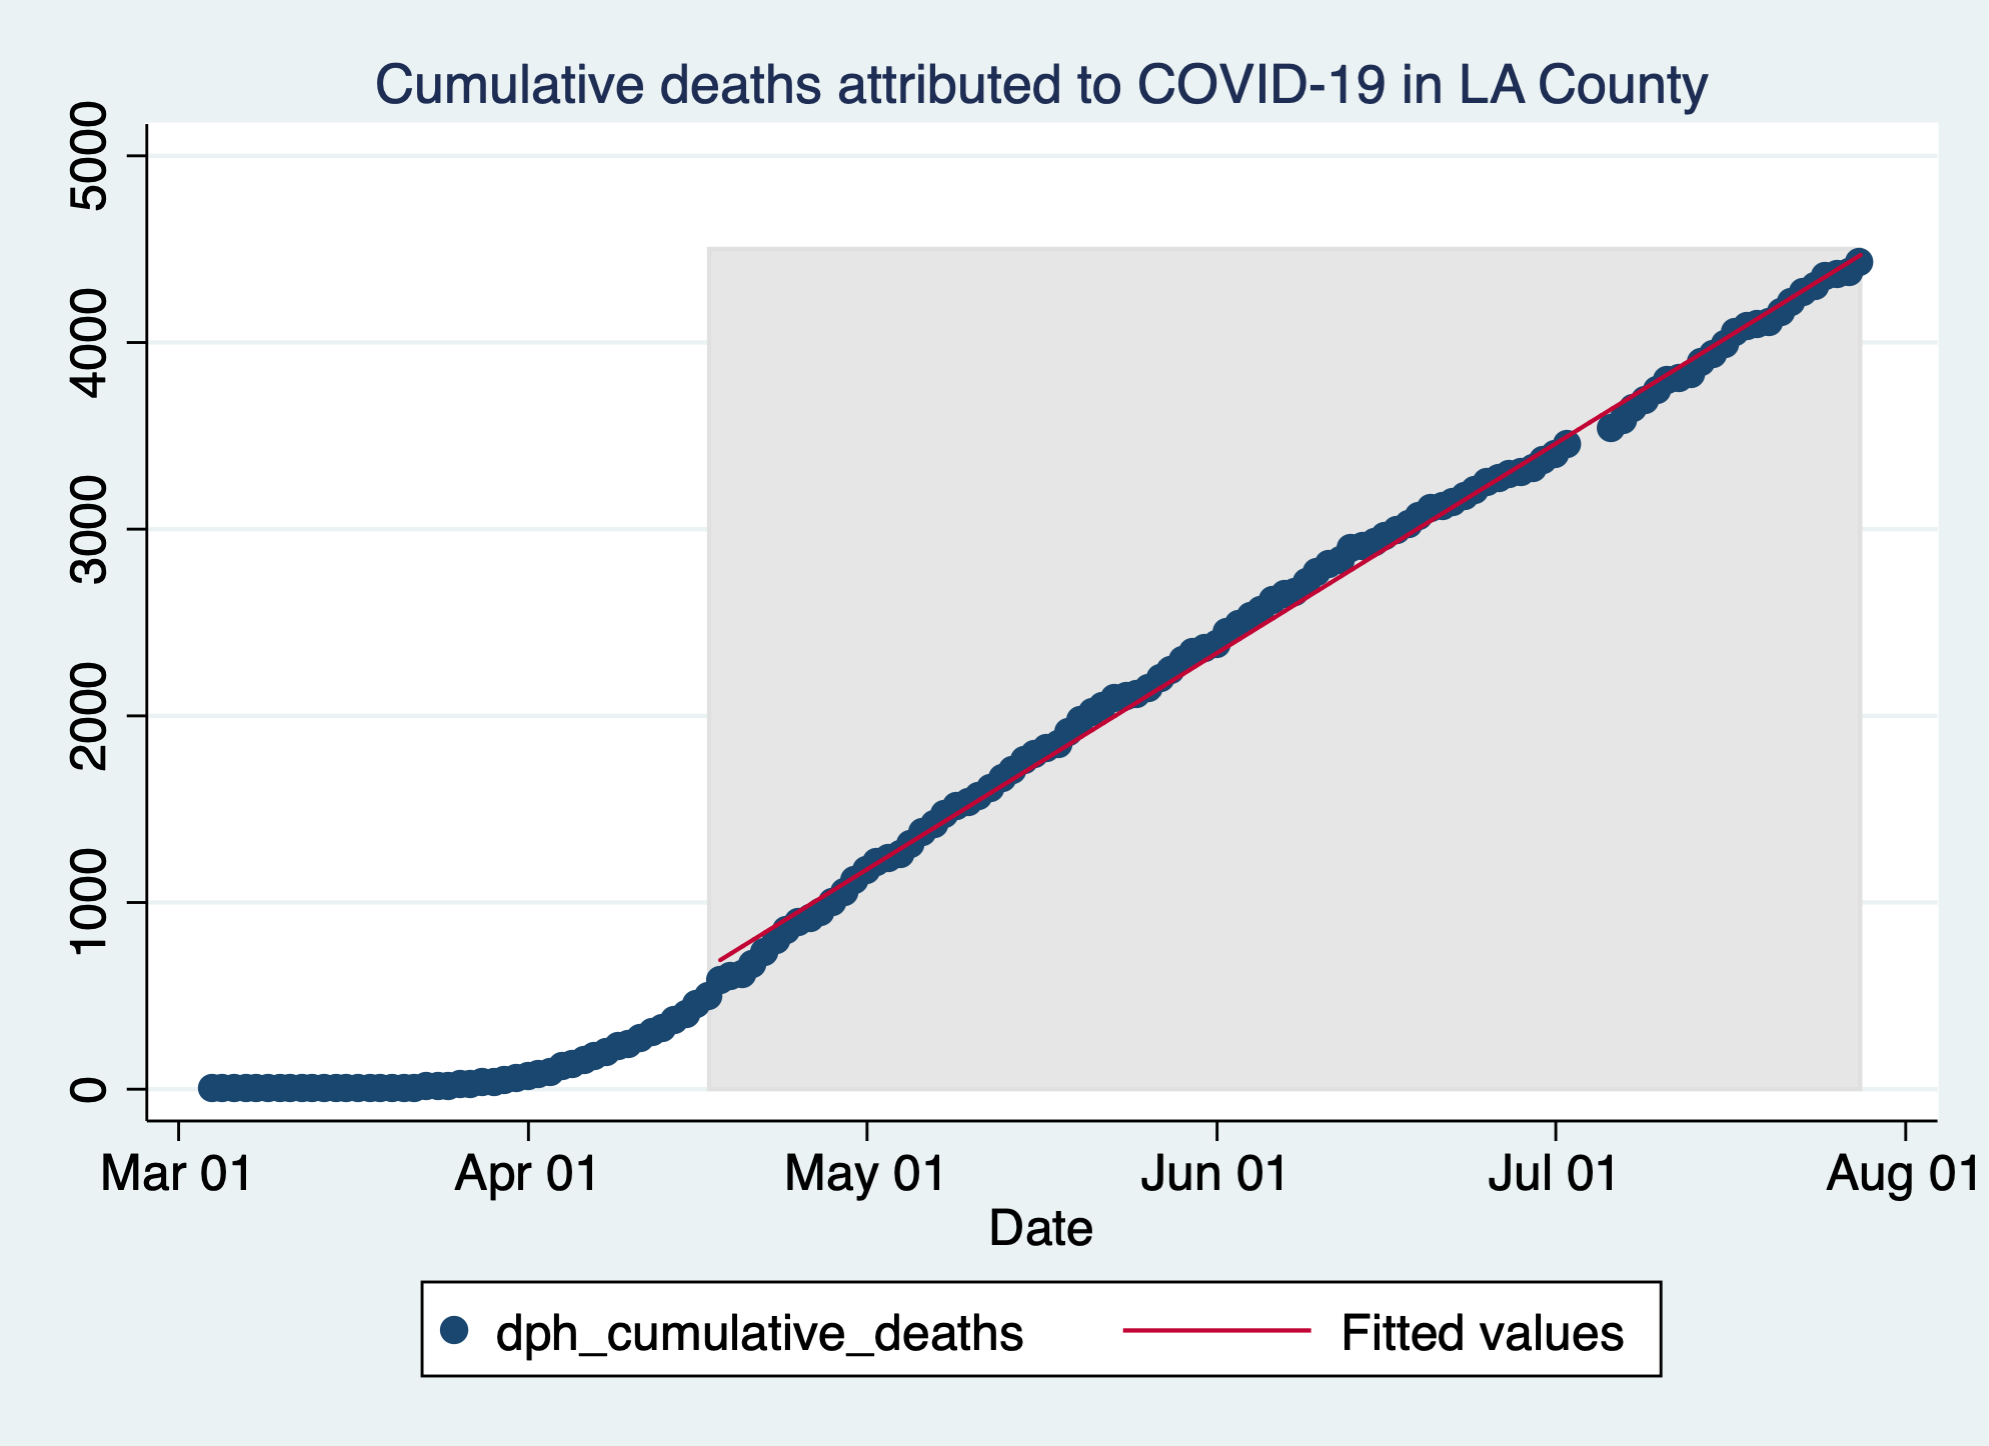 Cumulative deaths attributed to COVID-19 in LA County
5000
4000
3000
2000
1000
0
Mar 01 Apr 01 May 01 Jun 01 Jul 01 Aug 01
Date
dph_cumulative_deaths Fitted values